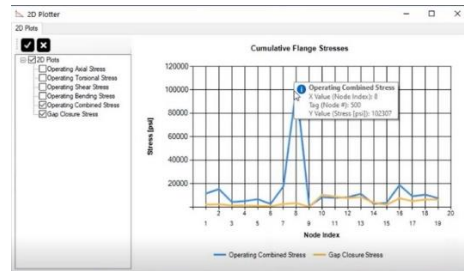 2D Plotter
2D Plots
2D Plots
Operating Axial Stress
Operating Torsional Stress
Operating Shear Stress
Operating Bending Stress
Operating Combined Stress
Gap Closure Stress
Cumulative Flange Stresses
120000
100000
80000
60000
40000
20000
Stress [psi]
Operating Combined Stress
X Value (Node Index): 8
Tag (Node #): 500
Y Value (Stress [psi]): 102307
2 4 6 8 10 12 14 16 18 20
1 3 5 7 9 11 13 15 17 19
Node Index
Operating Combined Stress Gap Closure Stress